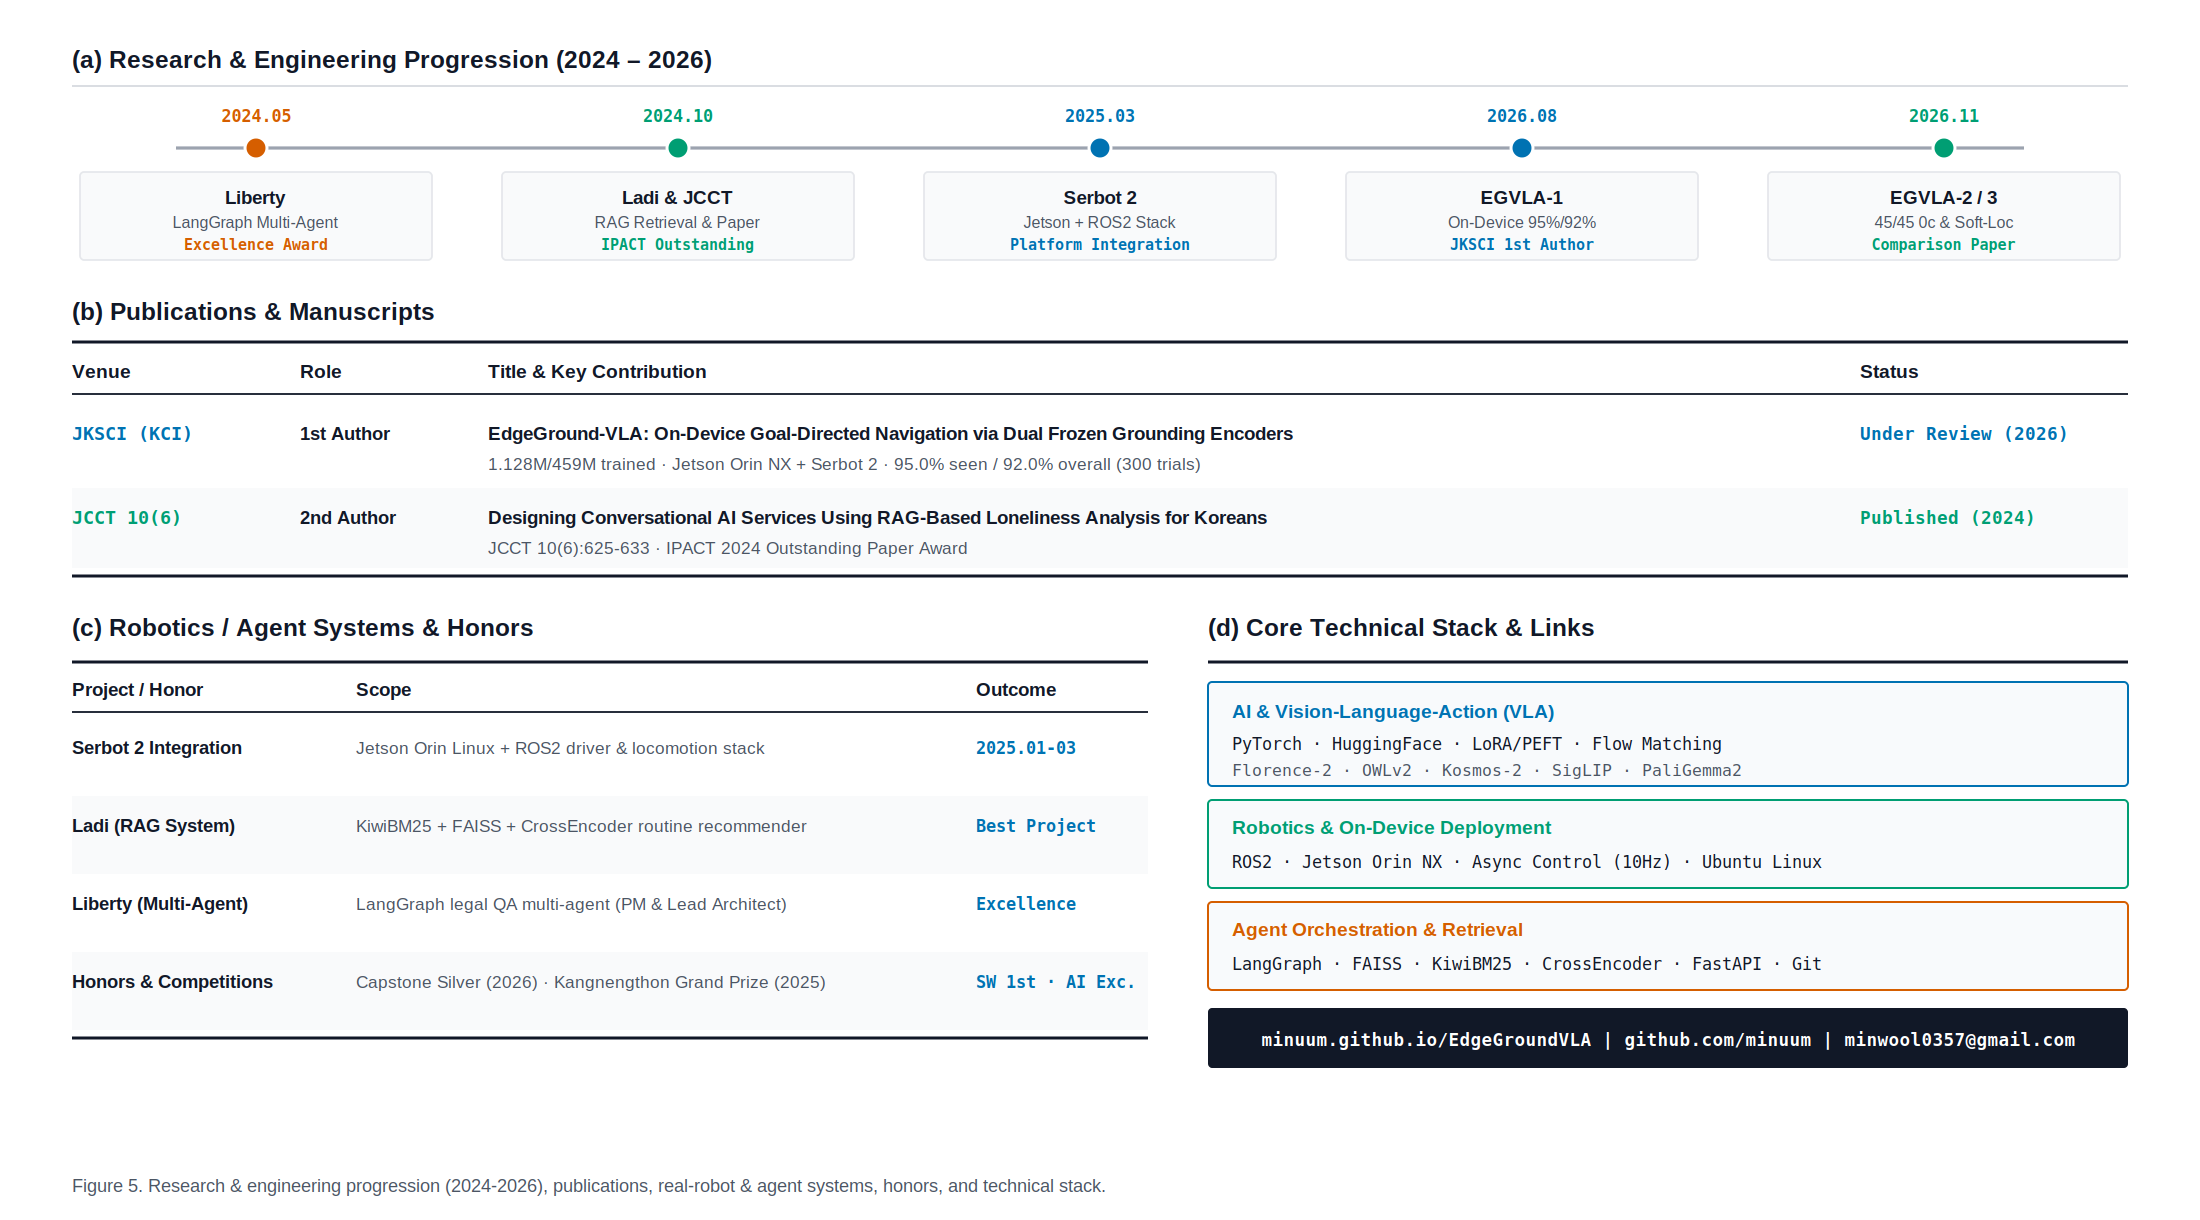 (a) Research & Engineering Progression (2024 – 2026)
2024.05
2024.10
2025.03
2026.08
2026.11
Liberty
LangGraph Multi-Agent
Excellence Award
Ladi & JCCT
RAG Retrieval & Paper
IPACT Outstanding
Serbot 2
Jetson + ROS2 Stack
Platform Integration
EGVLA-1
On-Device 95%/92%
JKSCI 1st Author
EGVLA-2 / 3
45/45 0c & Soft-Loc
Comparison Paper
(b) Publications & Manuscripts
Venue Role Title & Key Contribution Status
JKSCI (KCI) 1st Author EdgeGround-VLA: On-Device Goal-Directed Navigation via Dual Frozen Grounding Encoders Under Review (2026)
1.128M/459M trained · Jetson Orin NX + Serbot 2 · 95.0% seen / 92.0% overall (300 trials)
JCCT 10(6) 2nd Author Designing Conversational AI Services Using RAG-Based Loneliness Analysis for Koreans Published (2024)
JCCT 10(6):625-633 · IPACT 2024 Outstanding Paper Award
(c) Robotics / Agent Systems & Honors
Project / Honor Scope Outcome
Serbot 2 Integration Jetson Orin Linux + ROS2 driver & locomotion stack 2025.01-03
Ladi (RAG System) KiwiBM25 + FAISS + CrossEncoder routine recommender Best Project
Liberty (Multi-Agent) LangGraph legal QA multi-agent (PM & Lead Architect) Excellence
Honors & Competitions Capstone Silver (2026) · Kangnengthon Grand Prize (2025) SW 1st · AI Exc.
(d) Core Technical Stack & Links
AI & Vision-Language-Action (VLA)
PyTorch · HuggingFace · LoRA/PEFT · Flow Matching
Florence-2 · OWLv2 · Kosmos-2 · SigLIP · PaliGemma2
Robotics & On-Device Deployment
ROS2 · Jetson Orin NX · Async Control (10Hz) · Ubuntu Linux
Agent Orchestration & Retrieval
LangGraph · FAISS · KiwiBM25 · CrossEncoder · FastAPI · Git
minuum.github.io/EdgeGroundVLA | github.com/minuum | minwool0357@gmail.com
Figure 5. Research & engineering progression (2024-2026), publications, real-robot & agent systems, honors, and technical stack.